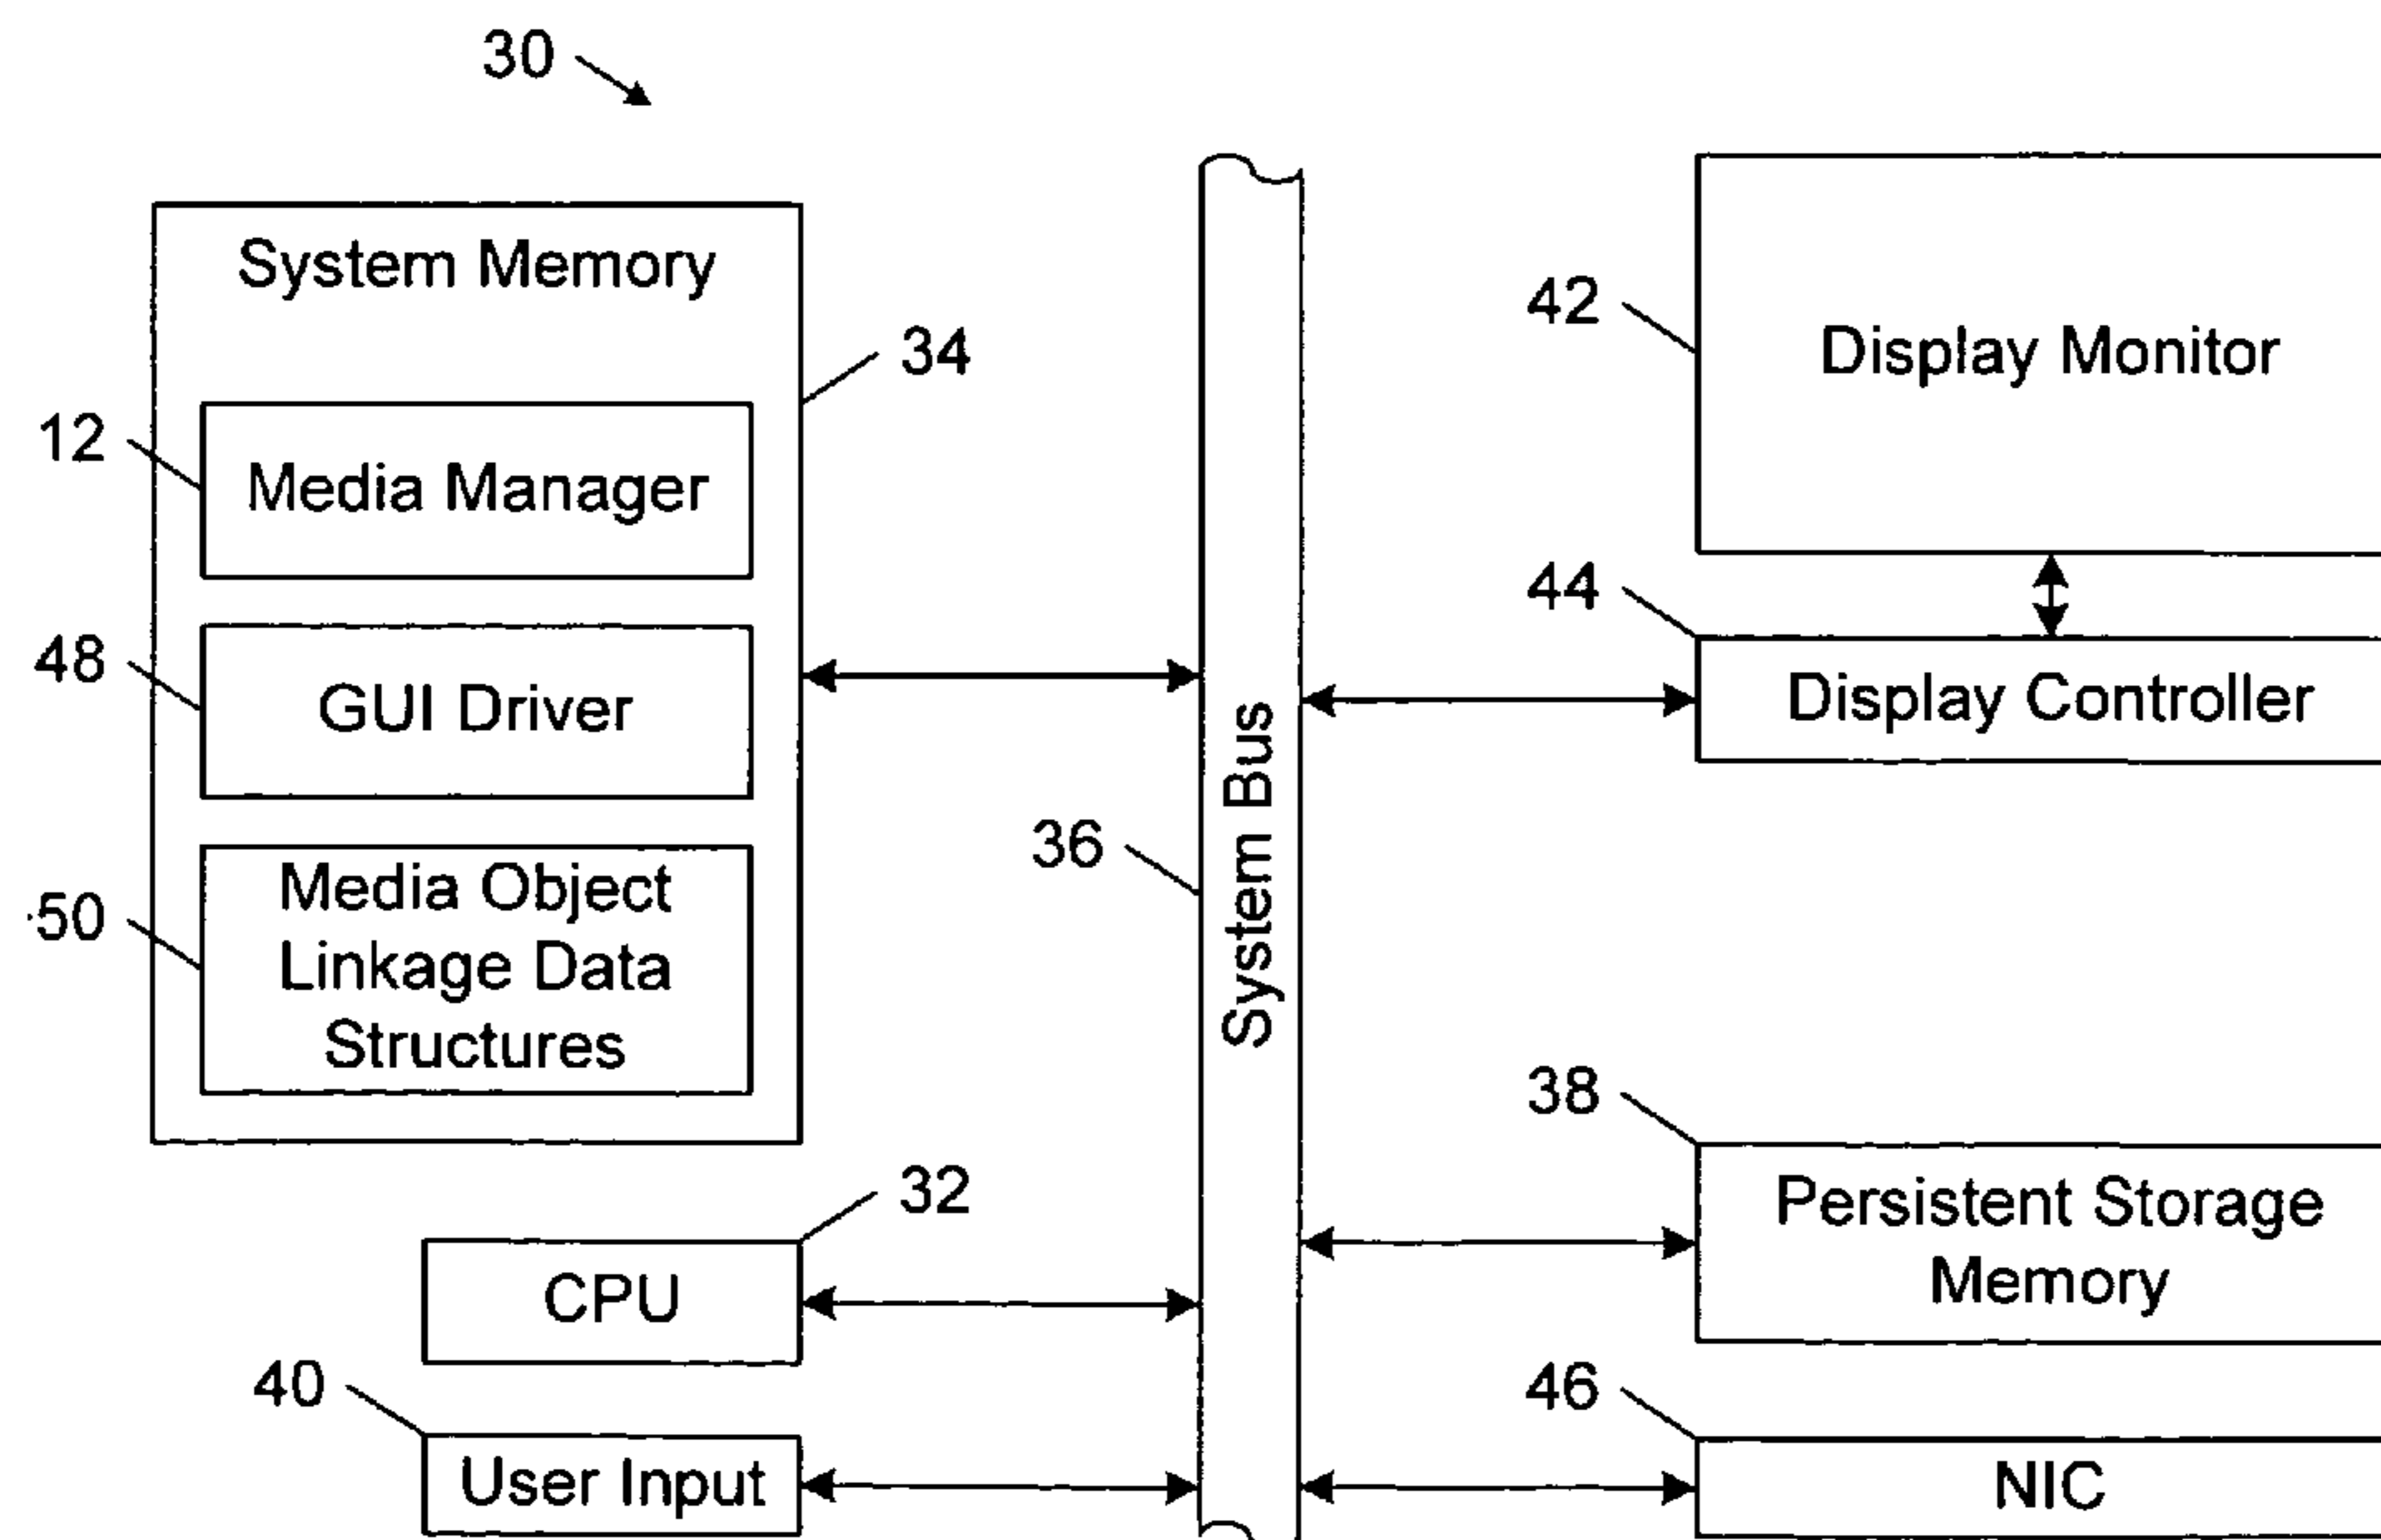 30
System Memory
34
12
Media Manager
48
GUI Driver
50
Media Object
Linkage Data
Structures
32
CPU
40
User Input
36
System Bus
42
Display Monitor
44
Display Controller
38
Persistent Storage
Memory
46
NIC